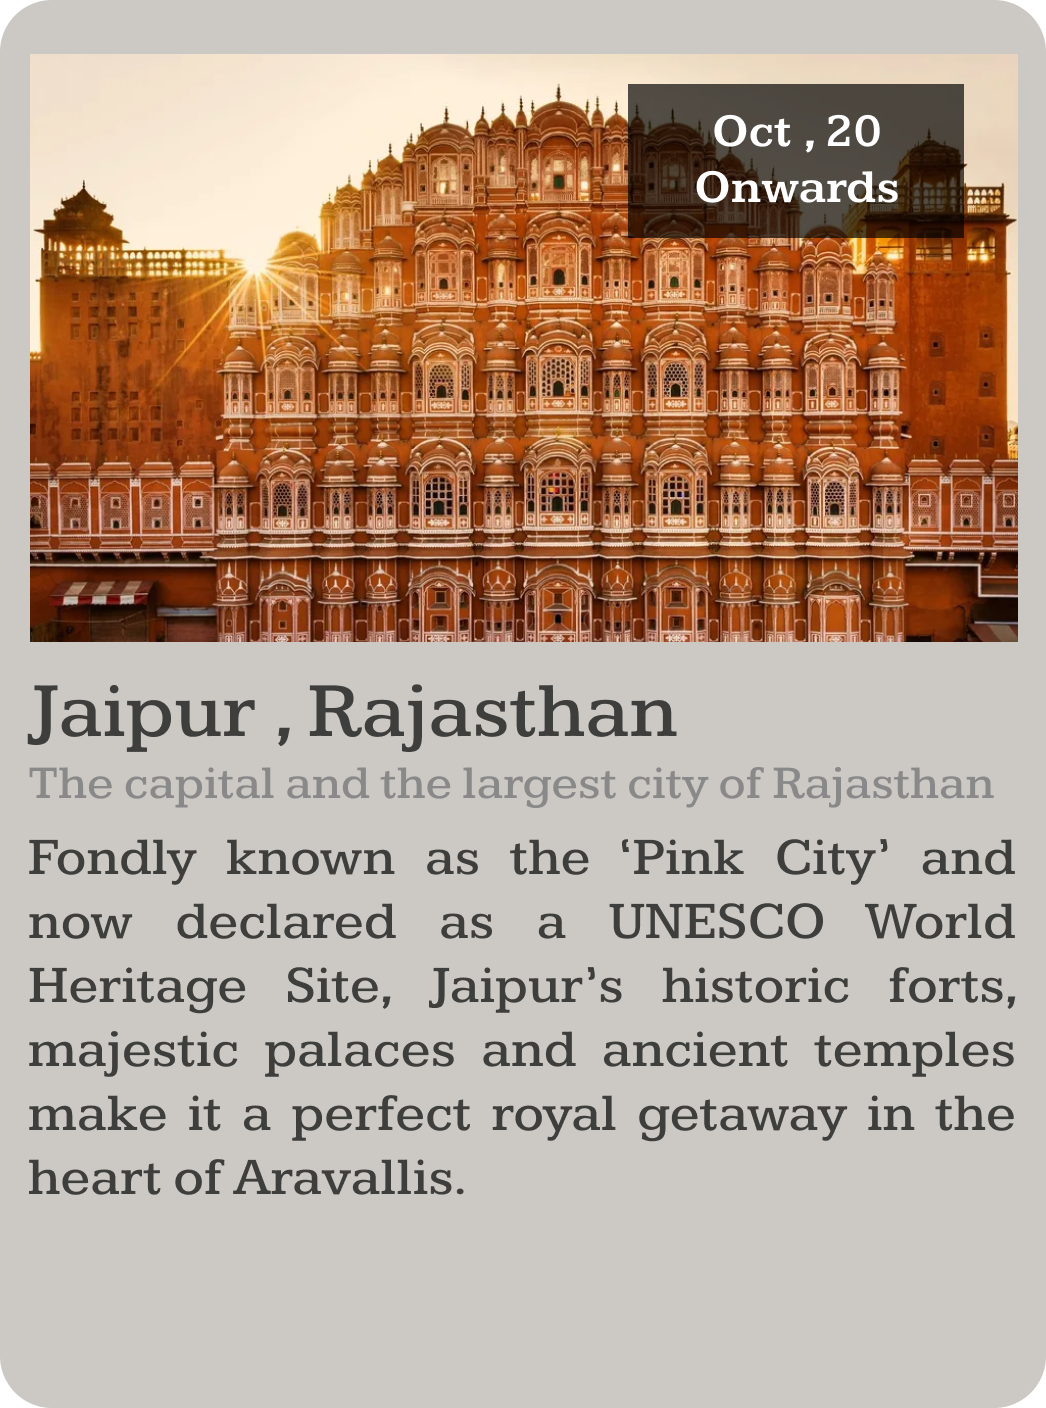 Oct , 20
Onwards
Jaipur , Rajasthan
The capital and the largest city of Rajasthan
Fondly known as the ‘Pink City’ and
now declared as a UNESCO World
Heritage Site, Jaipur’s historic forts,
majestic palaces and ancient temples
make it a perfect royal getaway in the
heart of Aravallis.